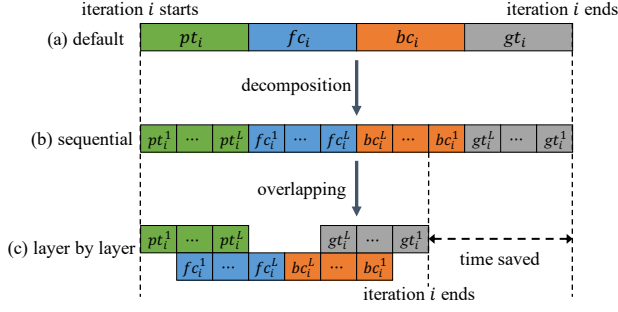 iteration i starts
iteration i ends
(a) default pt_i fc_i bc_i gt_i
decomposition
(b) sequential pt_i^1 ··· pt_i^L fc_i^1 ··· fc_i^L bc_i^L ··· bc_i^1 gt_i^L ··· gt_i^1
overlapping
(c) layer by layer pt_i^1 ··· pt_i^L gt_i^L ··· gt_i^1
fc_i^1 ··· fc_i^L bc_i^L ··· bc_i^1
time saved
iteration i ends